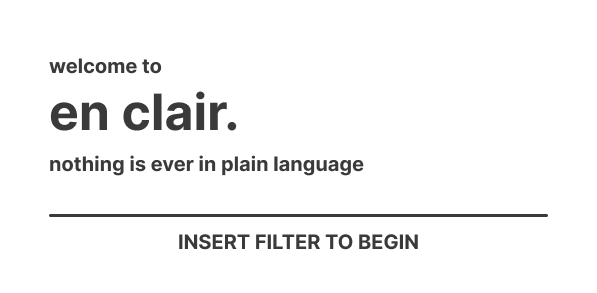 welcome to
en clair.
nothing is ever in plain language
INSERT FILTER TO BEGIN